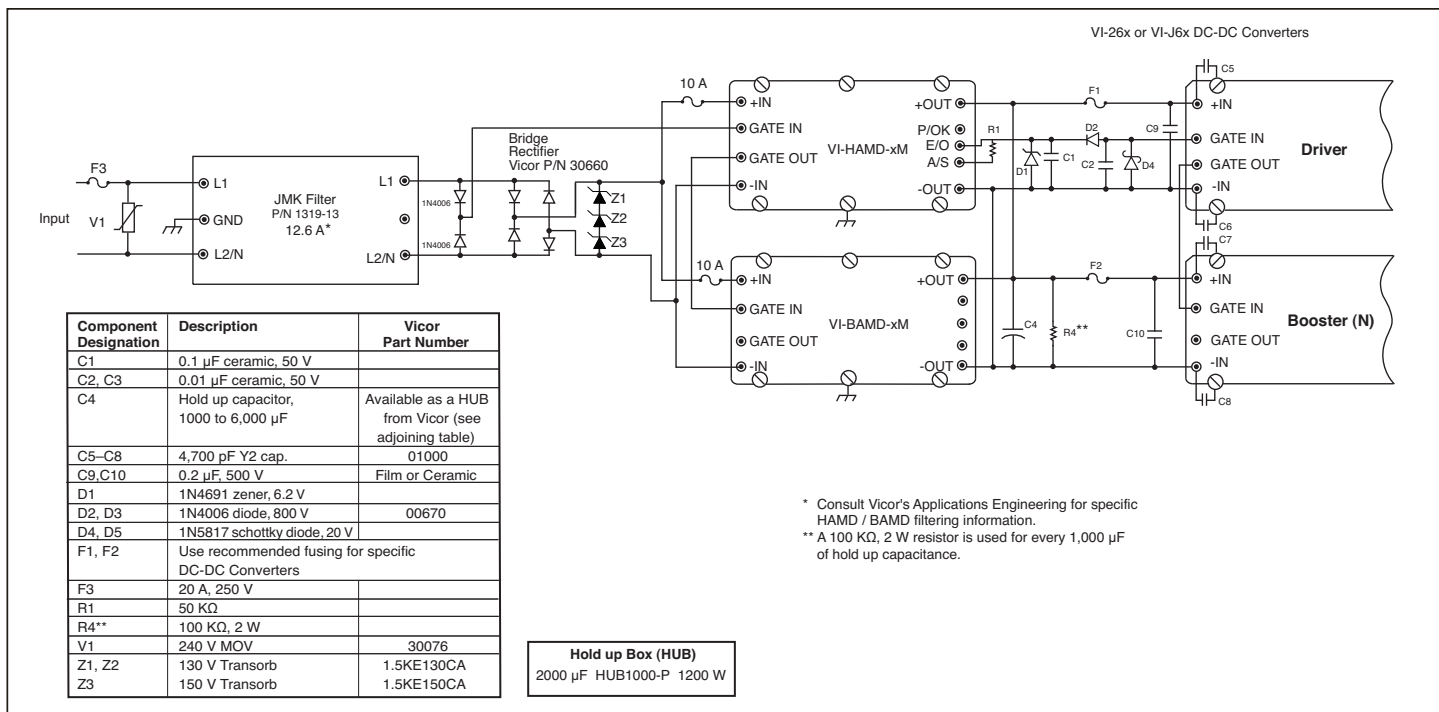 VI-26x or VI-J6x DC-DC Converters
F3
Input
V1
L1
GND
L2/N
JMK Filter
P/N 1319-13
12.6 A*
L1
L2/N
1N4006
1N4006
Bridge
Rectifier
Vicor P/N 30660
Z1
Z2
Z3
10 A
+IN
GATE IN
GATE OUT
-IN
VI-HAMD-xM
+OUT
P/OK
E/O
A/S
-OUT
R1
D1
C1
D2
C2
D4
F1
C9
C5
+IN
GATE IN
GATE OUT
-IN
Driver
C6
10 A
+IN
GATE IN
GATE OUT
-IN
VI-BAMD-xM
+OUT
-OUT
C4
R4**
F2
C10
C7
+IN
GATE IN
GATE OUT
-IN
Booster (N)
C8
Component Designation Description Vicor Part Number
C1 0.1 µF ceramic, 50 V
C2, C3 0.01 µF ceramic, 50 V
C4 Hold up capacitor, 1000 to 6,000 µF Available as a HUB from Vicor (see adjoining table)
C5–C8 4,700 pF Y2 cap. 01000
C9,C10 0.2 µF, 500 V Film or Ceramic
D1 1N4691 zener, 6.2 V
D2, D3 1N4006 diode, 800 V 00670
D4, D5 1N5817 schottky diode, 20 V
F1, F2 Use recommended fusing for specific DC-DC Converters
F3 20 A, 250 V
R1 50 KΩ
R4** 100 KΩ, 2 W
V1 240 V MOV 30076
Z1, Z2 130 V Transorb 1.5KE130CA
Z3 150 V Transorb 1.5KE150CA
Hold up Box (HUB)
2000 µF HUB1000-P 1200 W
* Consult Vicor's Applications Engineering for specific
HAMD / BAMD filtering information.
** A 100 KΩ, 2 W resistor is used for every 1,000 µF
of hold up capacitance.